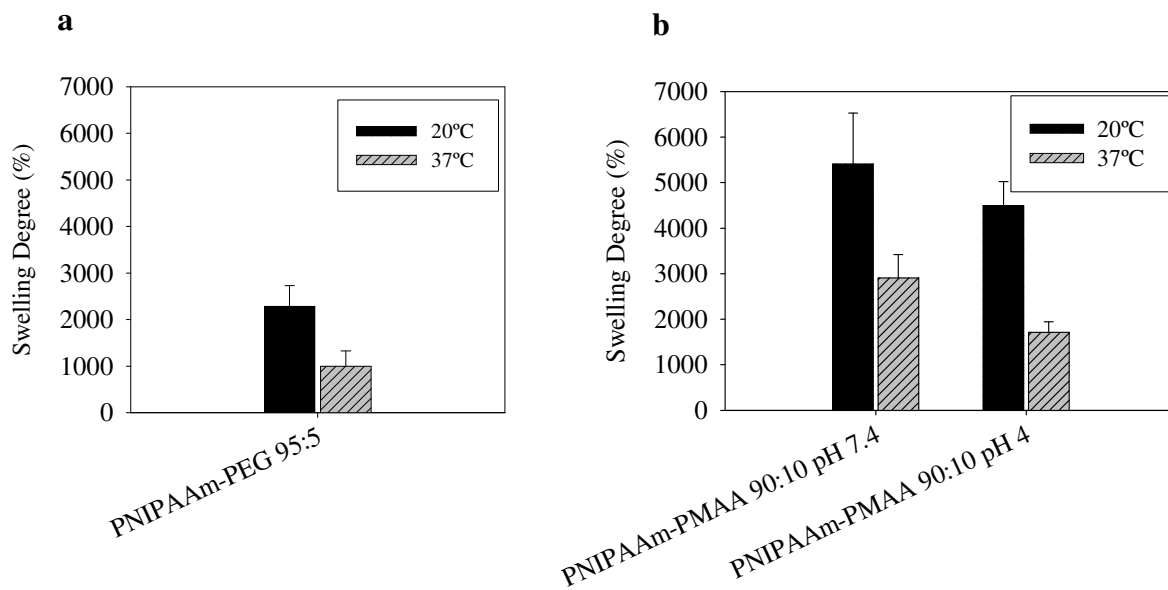 a
7000
6000
5000
4000
3000
2000
1000
0
Swelling Degree (%)
20ºC
37ºC
PNIPAAm-PEG 95:5
b
7000
6000
5000
4000
3000
2000
1000
0
Swelling Degree (%)
20ºC
37ºC
PNIPAAm-PMAA 90:10 pH 7.4
PNIPAAm-PMAA 90:10 pH 4